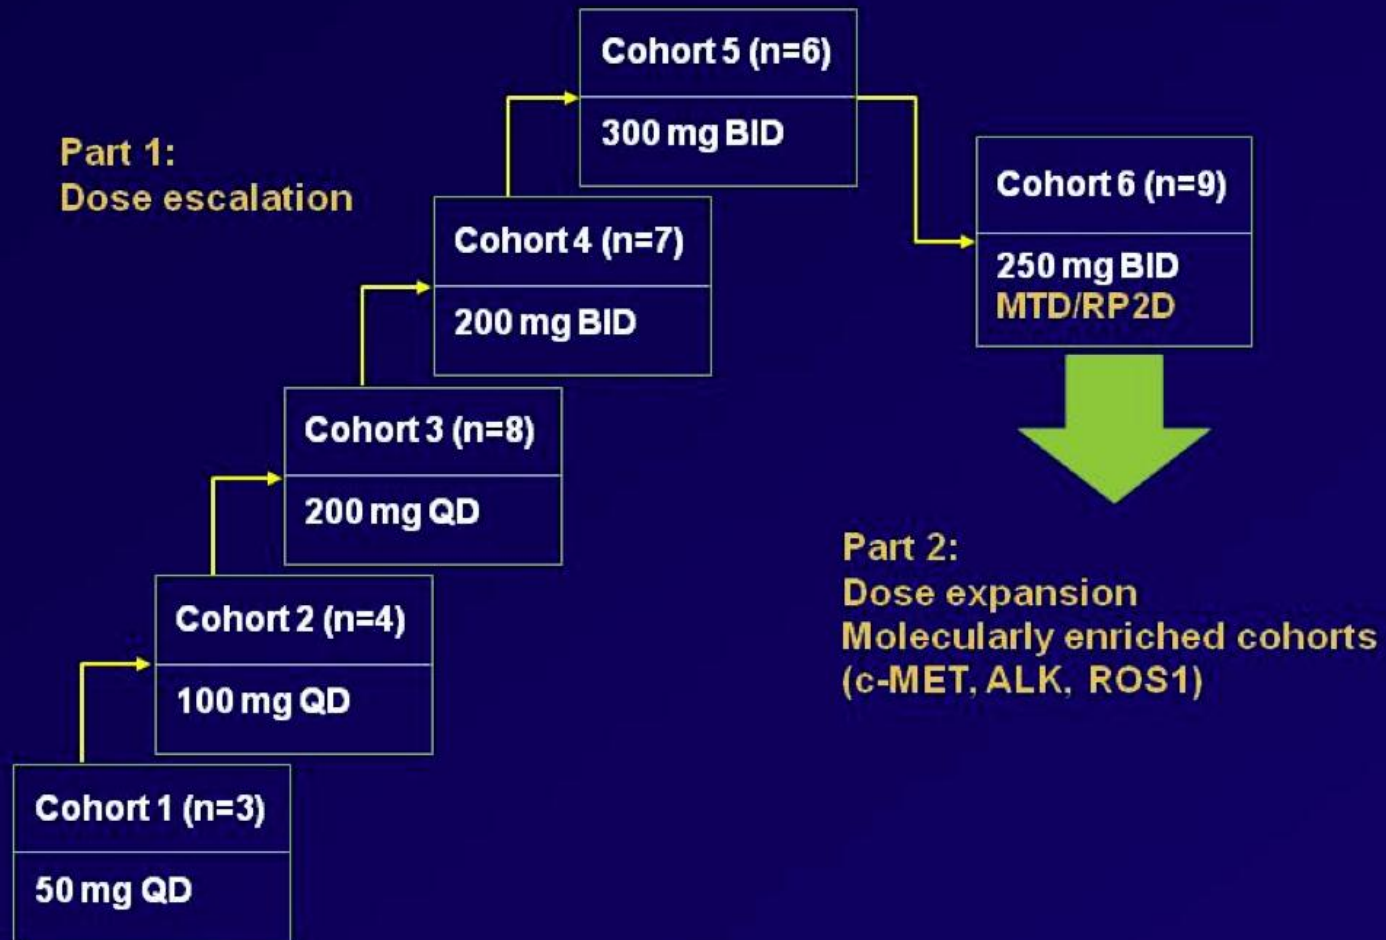 Part 1:
Dose escalation
Cohort 1 (n=3)
50 mg QD
Cohort 2 (n=4)
100 mg QD
Cohort 3 (n=8)
200 mg QD
Cohort 4 (n=7)
200 mg BID
Cohort 5 (n=6)
300 mg BID
Cohort 6 (n=9)
250 mg BID
MTD/RP2D
Part 2:
Dose expansion
Molecularly enriched cohorts
(c-MET, ALK, ROS1)